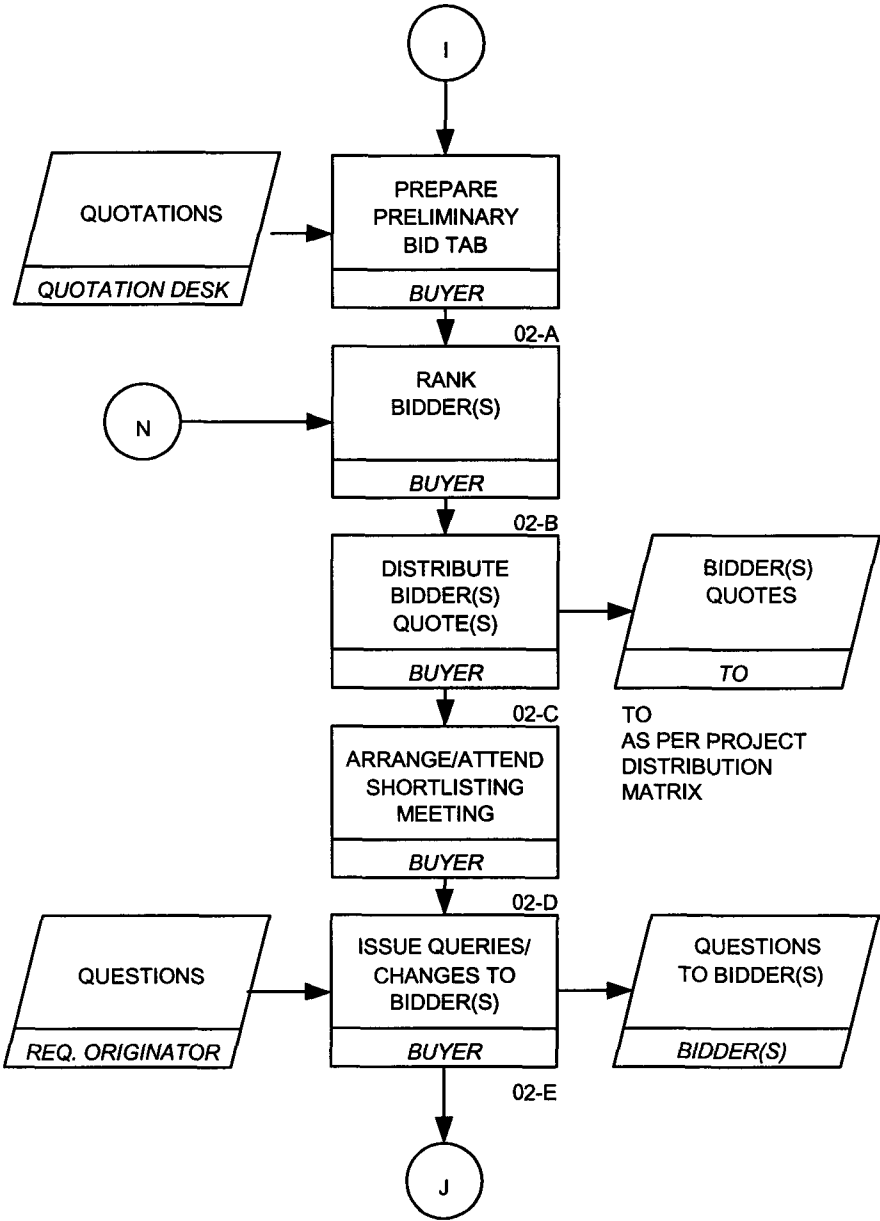 I
QUOTATIONS
QUOTATION DESK
PREPARE
PRELIMINARY
BID TAB
BUYER
02-A
N
RANK
BIDDER(S)
BUYER
02-B
DISTRIBUTE
BIDDER(S)
QUOTE(S)
BUYER
02-C
BIDDER(S)
QUOTES
TO
TO
AS PER PROJECT
DISTRIBUTION
MATRIX
ARRANGE/ATTEND
SHORTLISTING
MEETING
BUYER
02-D
QUESTIONS
REQ. ORIGINATOR
ISSUE QUERIES/
CHANGES TO
BIDDER(S)
BUYER
02-E
QUESTIONS
TO BIDDER(S)
BIDDER(S)
J